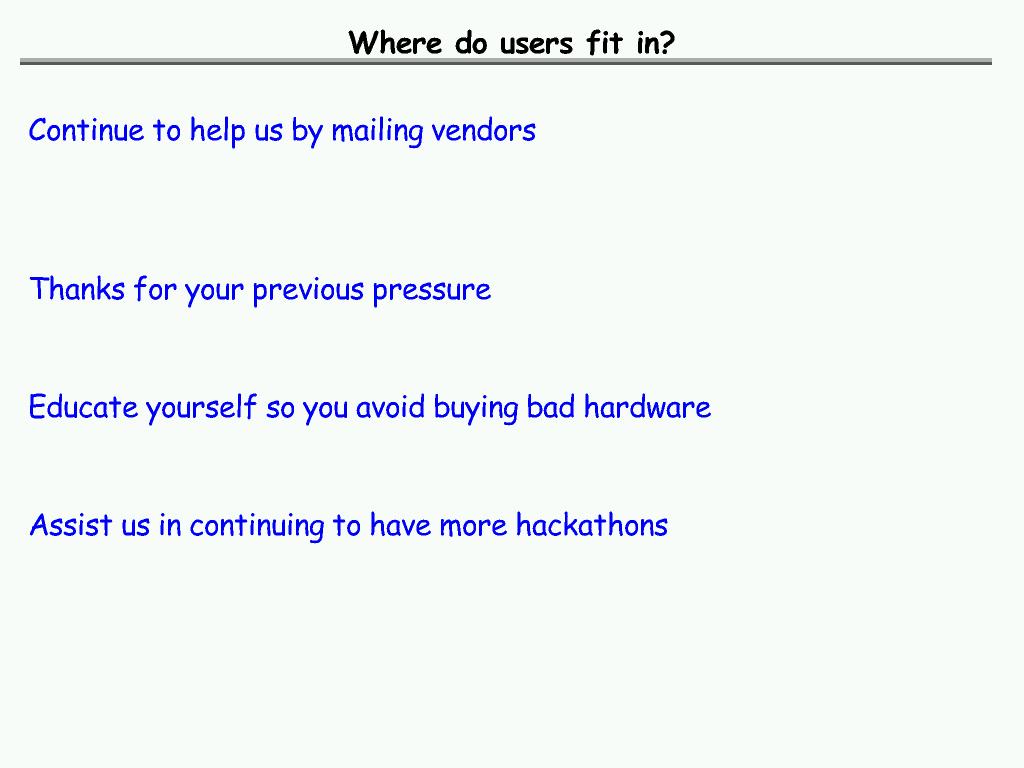 Where do users fit in?
Continue to help us by mailing vendors
Thanks for your previous pressure
Educate yourself so you avoid buying bad hardware
Assist us in continuing to have more hackathons